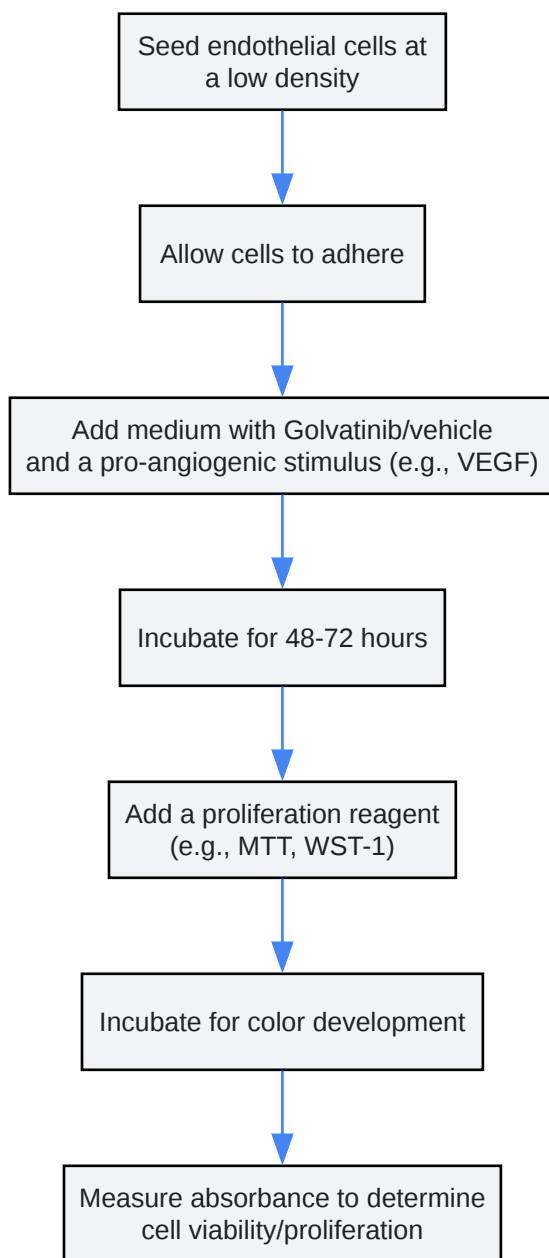 Seed endothelial cells at
a low density
Allow cells to adhere
Add medium with Golvatinib/vehicle
and a pro-angiogenic stimulus (e.g., VEGF)
Incubate for 48-72 hours
Add a proliferation reagent
(e.g., MTT, WST-1)
Incubate for color development
Measure absorbance to determine
cell viability/proliferation